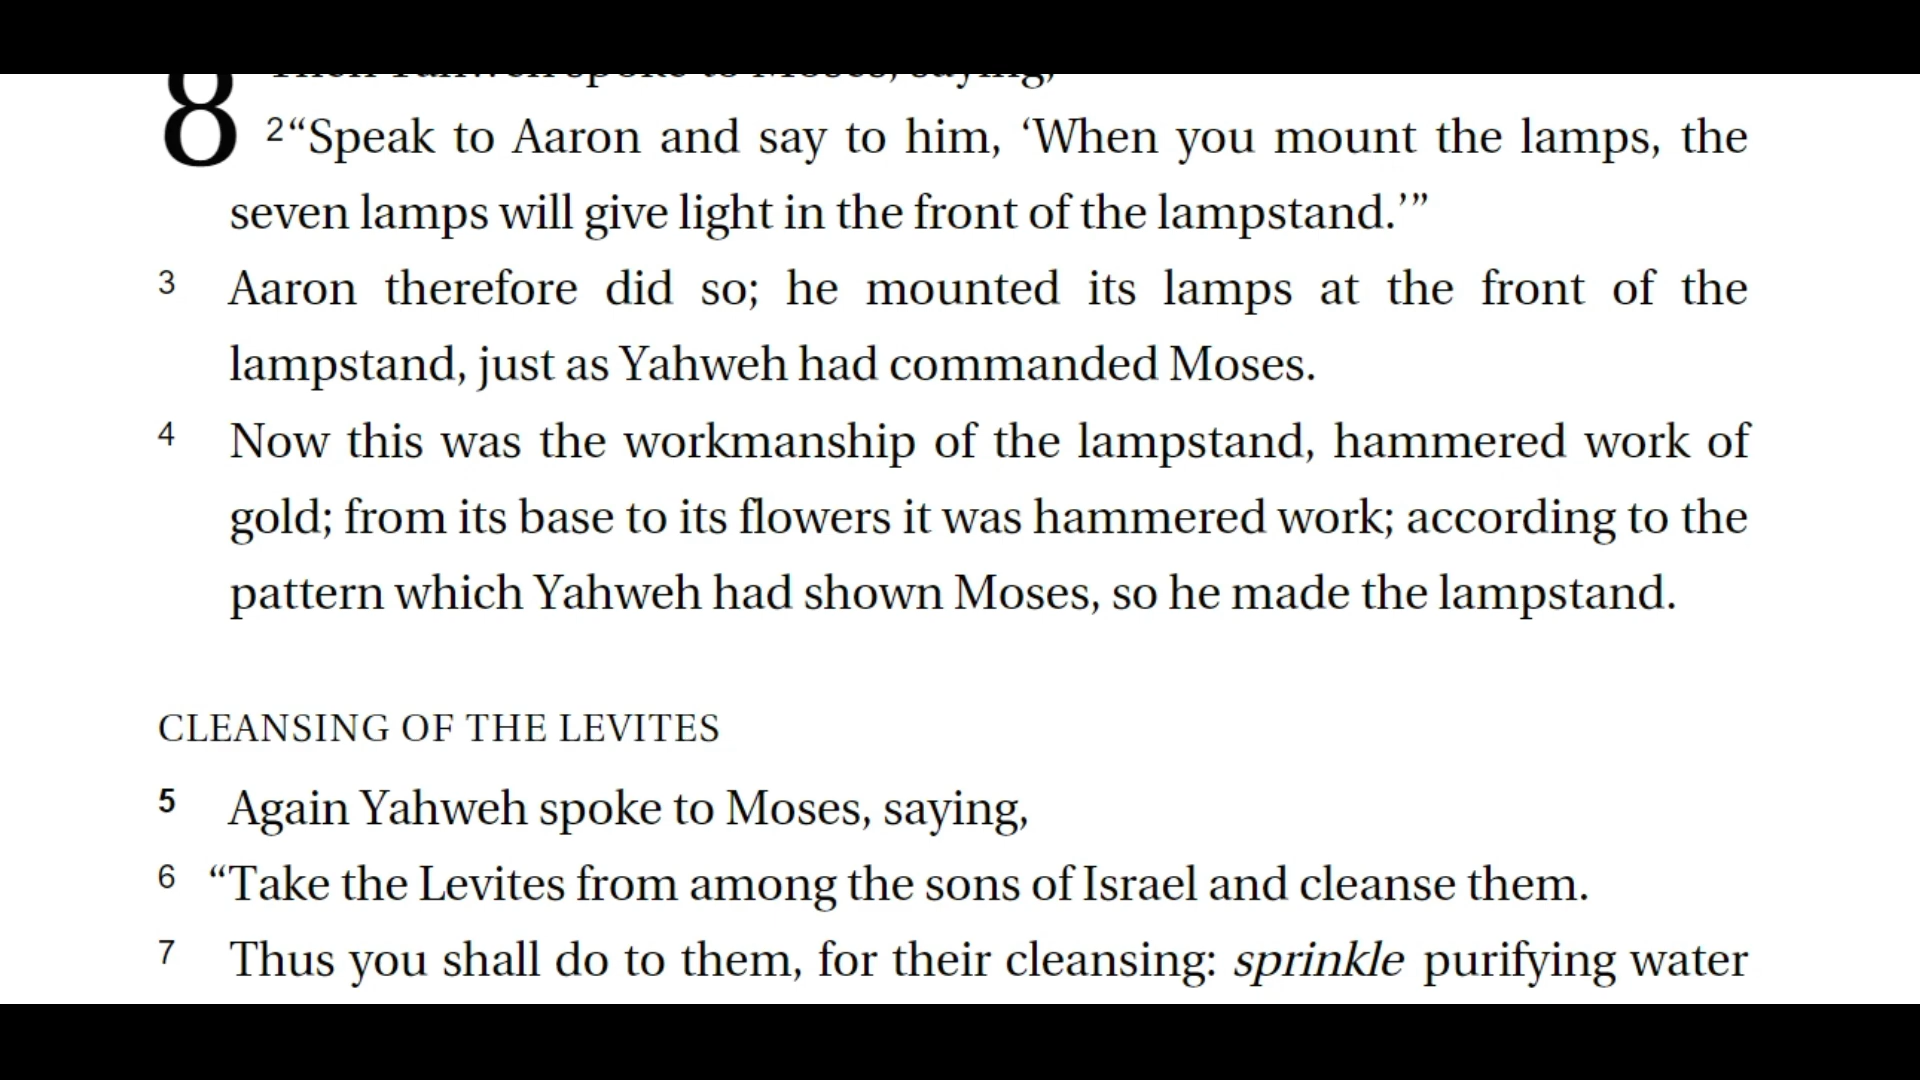 8 Then Yahweh spoke to Moses, saying,
2 “Speak to Aaron and say to him, ‘When you mount the lamps, the
seven lamps will give light in the front of the lampstand.’”
3 Aaron therefore did so; he mounted its lamps at the front of the
lampstand, just as Yahweh had commanded Moses.
4 Now this was the workmanship of the lampstand, hammered work of
gold; from its base to its flowers it was hammered work; according to the
pattern which Yahweh had shown Moses, so he made the lampstand.
CLEANSING OF THE LEVITES
5 Again Yahweh spoke to Moses, saying,
6 “Take the Levites from among the sons of Israel and cleanse them.
7 Thus you shall do to them, for their cleansing: sprinkle purifying water